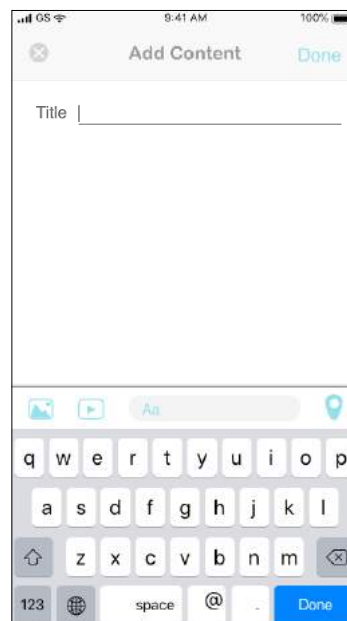 GS 9:41 AM 100%
Add Content Done
Title
Aa
q w e r t y u i o p
a s d f g h j k l
z x c v b n m
123 space @ . Done